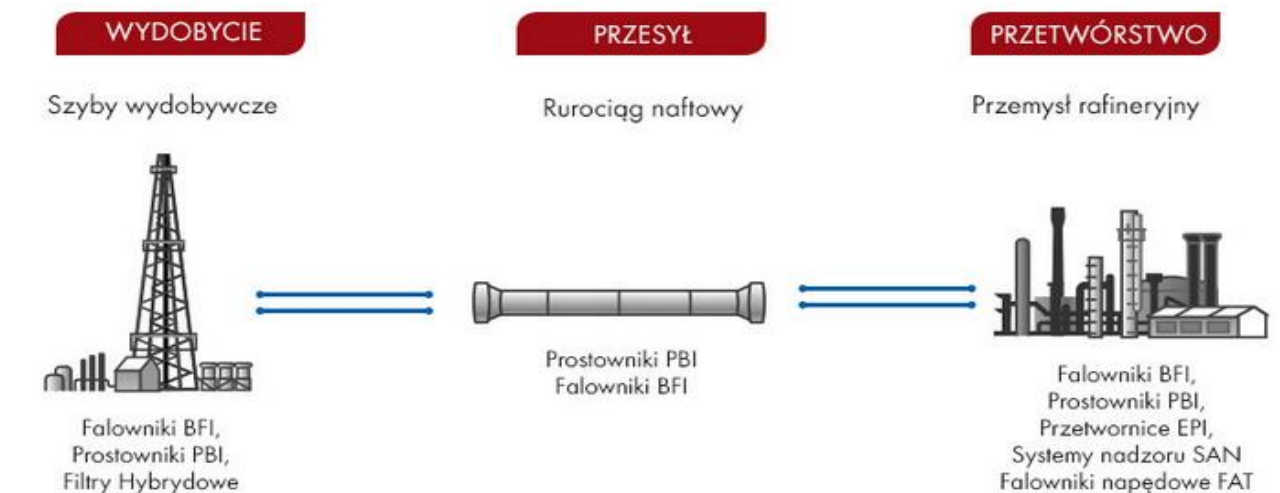 WYDOBYCIE
Szyby wydobywcze
Falowniki BFI,
Prostowniki PBI,
Filtry Hybrydowe
PRZESYŁ
Rurociąg naftowy
Prostowniki PBI
Falowniki BFI
PRZETWÓRSTWO
Przemysł rafineryjny
Falowniki BFI,
Prostowniki PBI,
Przetwornice EPI,
Systemy nadzoru SAN
Falowniki napędowe FAT